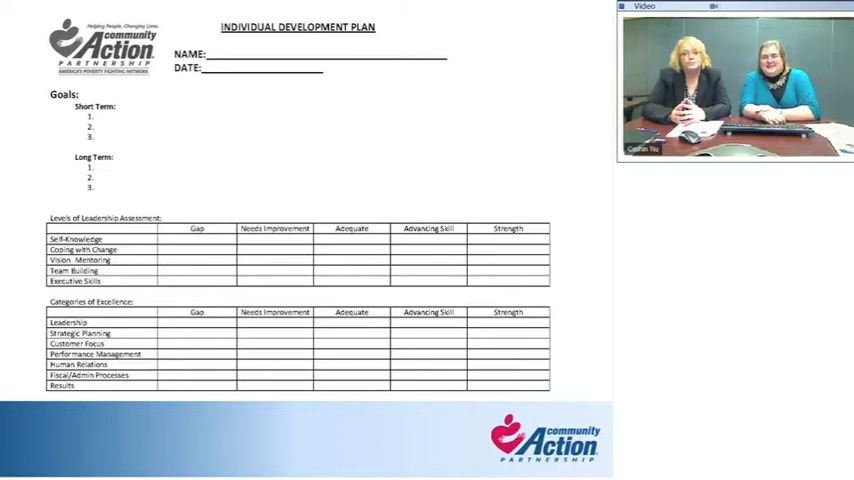 Helping People. Changing Lives.
community
Action
PARTNERSHIP
AMERICA'S POVERTY FIGHTING NETWORK
INDIVIDUAL DEVELOPMENT PLAN
NAME:
DATE:
Goals:
Short Term:
1.
2.
3.
Long Term:
1.
2.
3.
Levels of Leadership Assessment:
Gap Needs Improvement Adequate Advancing Skill Strength
Self-Knowledge
Coping with Change
Vision Mentoring
Team Building
Executive Skills
Categories of Excellence:
Gap Needs Improvement Adequate Advancing Skill Strength
Leadership
Strategic Planning
Customer Focus
Performance Management
Human Relations
Fiscal/Admin Processes
Results
community
Action
PARTNERSHIP
Video
Cashin Yiu